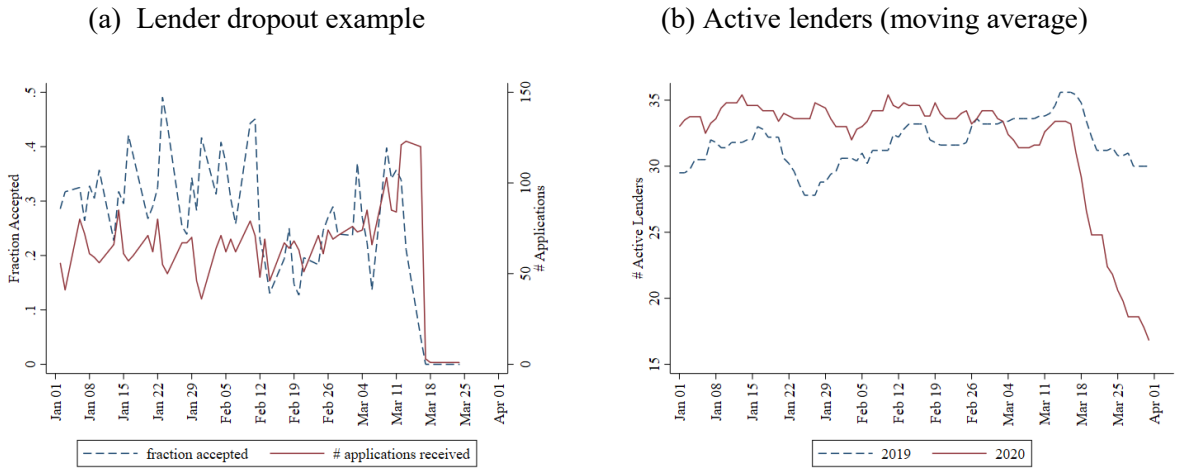 (a) Lender dropout example
Fraction Accepted
.5
.4
.3
.2
.1
0
150
100
50
0
# Applications
Jan 01
Jan 08
Jan 15
Jan 22
Jan 29
Feb 05
Feb 12
Feb 19
Feb 26
Mar 04
Mar 11
Mar 18
Mar 25
Apr 01
fraction accepted
# applications received
(b) Active lenders (moving average)
# Active Lenders
35
30
25
20
15
Jan 01
Jan 08
Jan 15
Jan 22
Jan 29
Feb 05
Feb 12
Feb 19
Feb 26
Mar 04
Mar 11
Mar 18
Mar 25
Apr 01
2019
2020